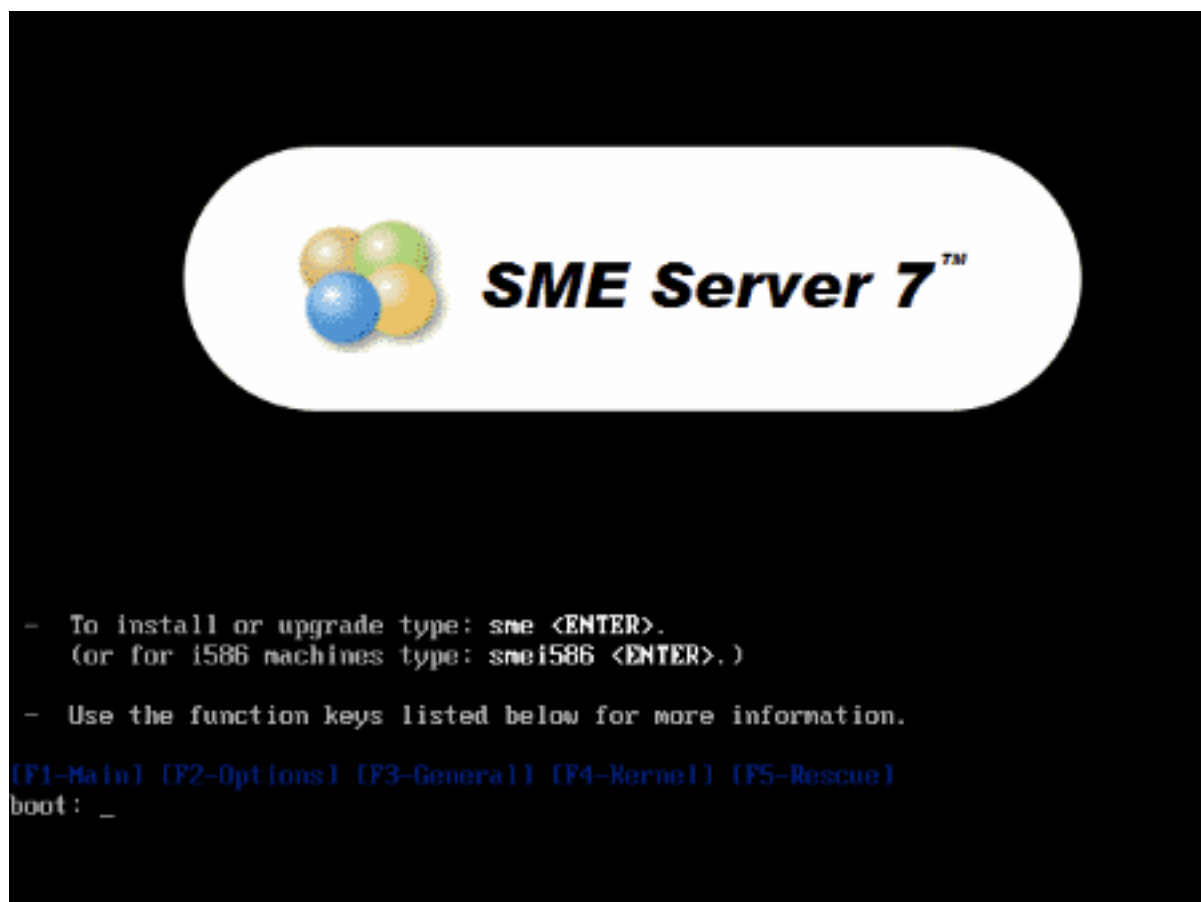 SME Server 7™
- To install or upgrade type: sme <ENTER>.
(or for i586 machines type: smei586 <ENTER>.)
- Use the function keys listed below for more information.
[F1-Main] [F2-Options] [F3-General] [F4-Kernel] [F5-Rescue]
boot: _